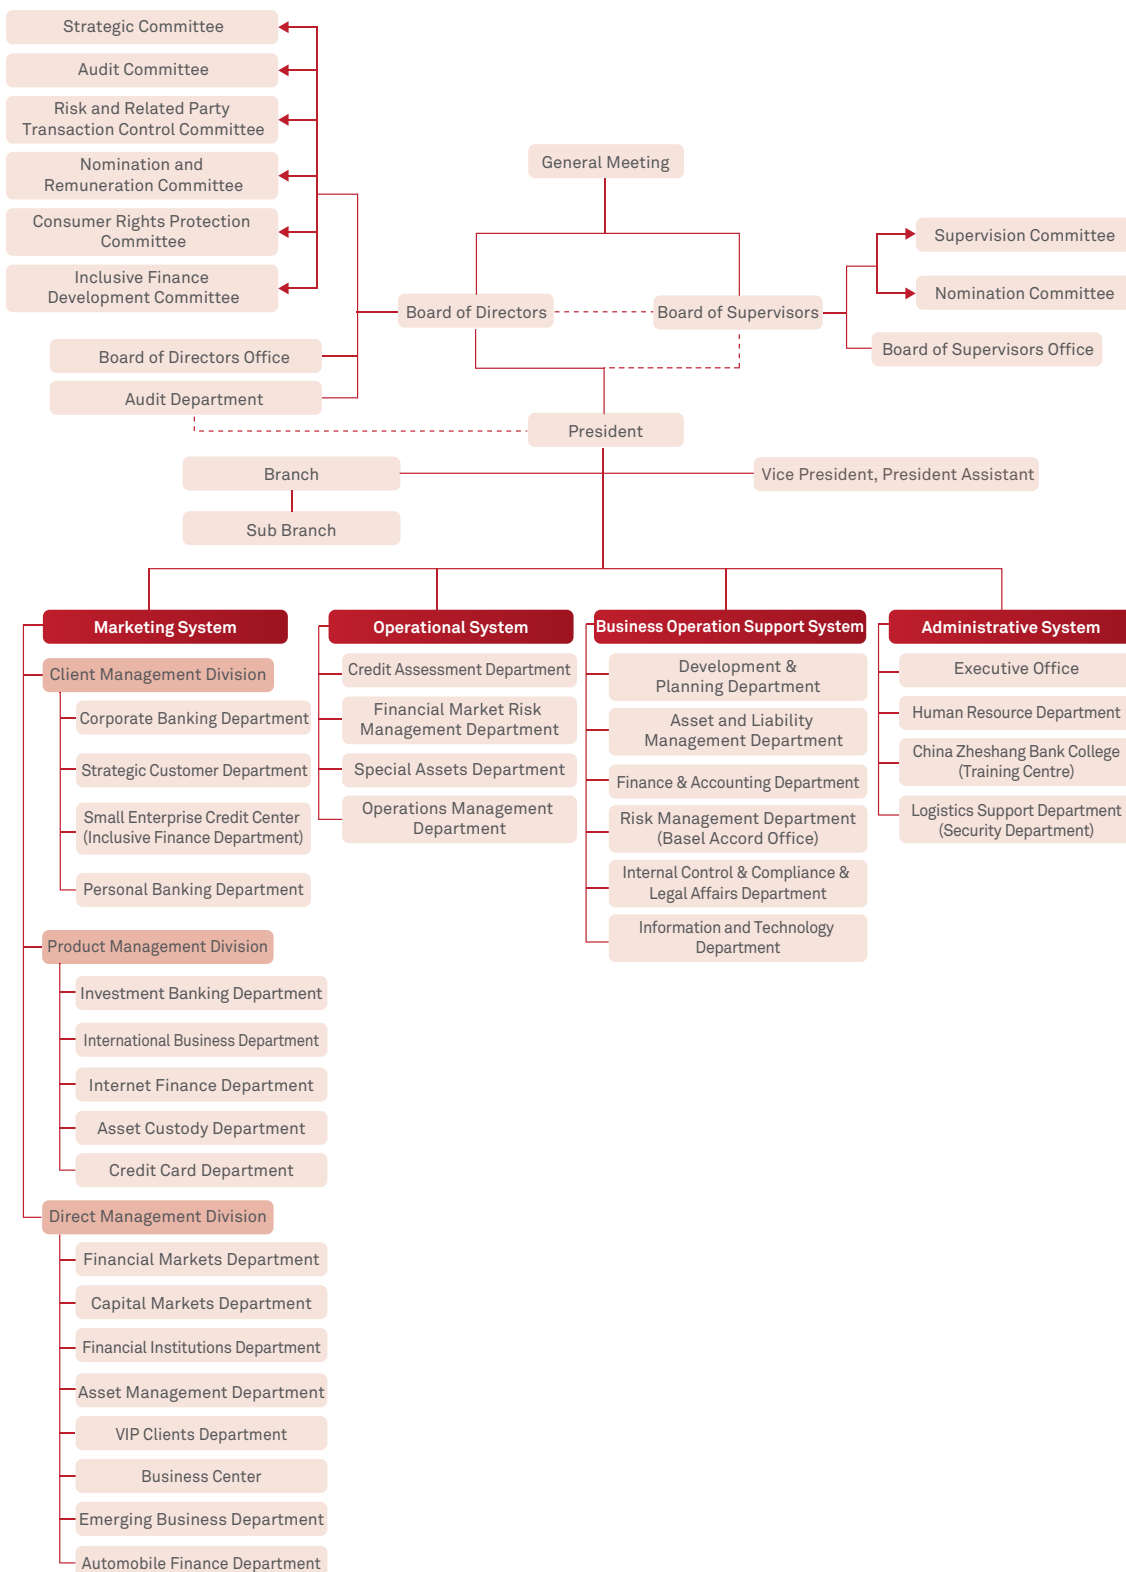 Strategic Committee
Audit Committee
Risk and Related Party
Transaction Control Committee
Nomination and
Remuneration Committee
Consumer Rights Protection
Committee
Inclusive Finance
Development Committee
General Meeting
Supervision Committee
Nomination Committee
Board of Directors
Board of Supervisors
Board of Directors Office
Board of Supervisors Office
Audit Department
President
Branch
Vice President, President Assistant
Sub Branch
Marketing System
Client Management Division
Corporate Banking Department
Strategic Customer Department
Small Enterprise Credit Center
(Inclusive Finance Department)
Personal Banking Department
Product Management Division
Investment Banking Department
International Business Department
Internet Finance Department
Asset Custody Department
Credit Card Department
Direct Management Division
Financial Markets Department
Capital Markets Department
Financial Institutions Department
Asset Management Department
VIP Clients Department
Business Center
Emerging Business Department
Automobile Finance Department
Operational System
Credit Assessment Department
Financial Market Risk
Management Department
Special Assets Department
Operations Management
Department
Business Operation Support System
Development &
Planning Department
Asset and Liability
Management Department
Finance & Accounting Department
Risk Management Department
(Basel Accord Office)
Internal Control & Compliance &
Legal Affairs Department
Information and Technology
Department
Administrative System
Executive Office
Human Resource Department
China Zheshang Bank College
(Training Centre)
Logistics Support Department
(Security Department)